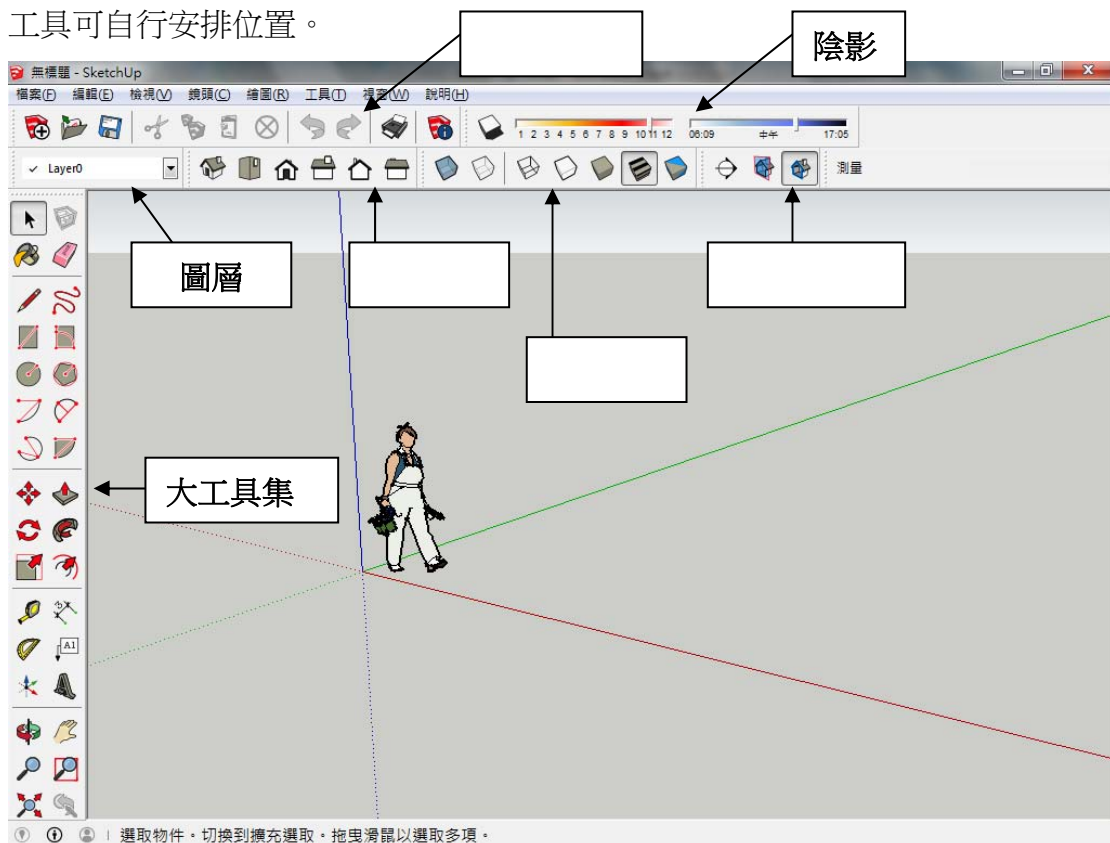 工具可自行安排位置。
陰影
無標題 - SketchUp
檔案(F) 編輯(E) 檢視(V) 鏡頭(C) 繪圖(R) 工具(T) 視窗(W) 說明(H)
1 2 3 4 5 6 7 8 9 10 11 12 06:09 中午 17:05
Layer0 測量
圖層
大工具集
A1
選取物件。切換到擴充選取。拖曳滑鼠以選取多項。